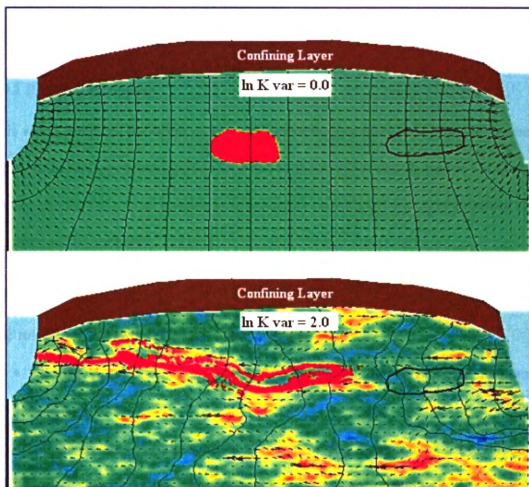 Confining Layer
ln K var = 0.0
Confining Layer
ln K var = 2.0